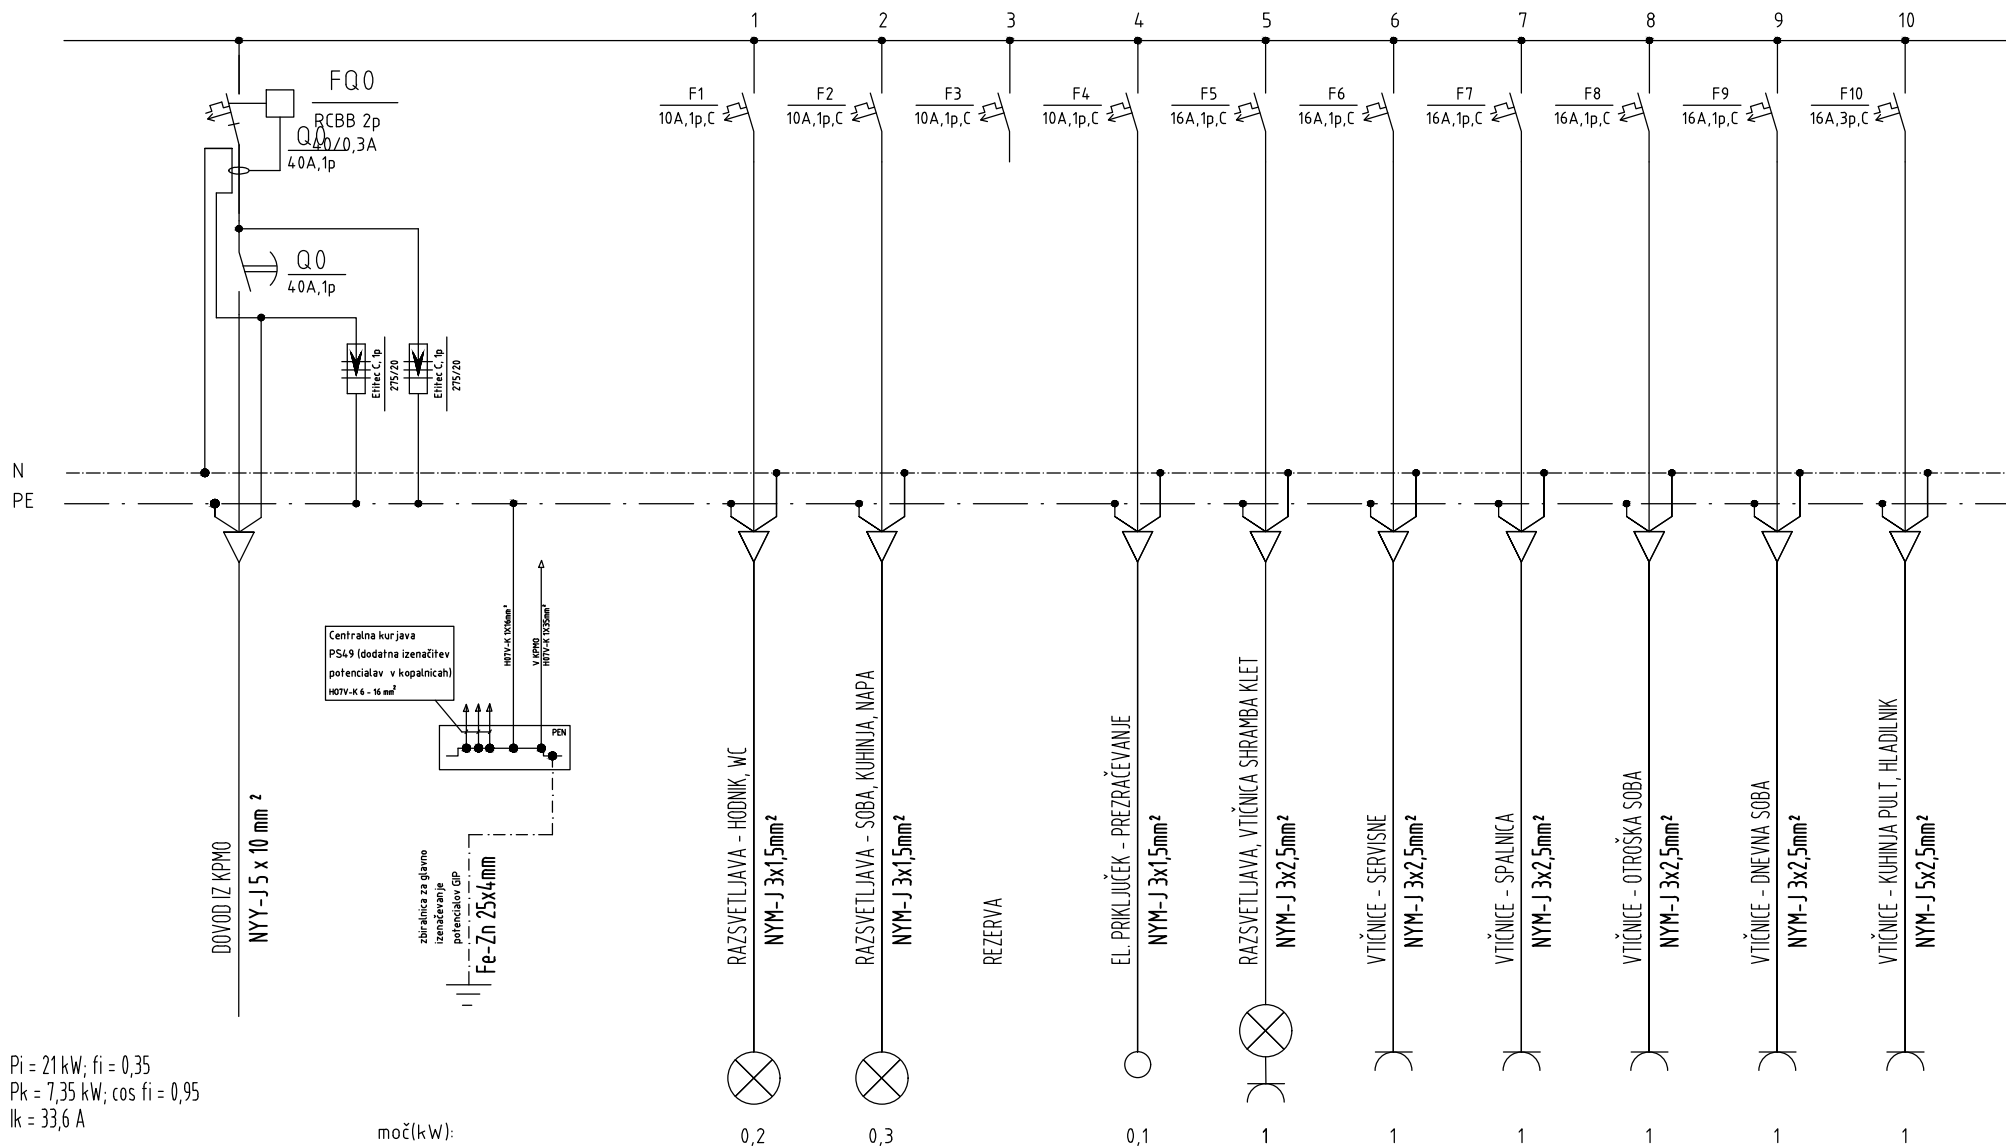 1 2 3 4 5 6 7 8 9 10
FQ0
RCBB 2p
40/0,3A
Q0
40A,1p
Q0
40A,1p
F1
10A,1p,C
F2
10A,1p,C
F3
10A,1p,C
F4
10A,1p,C
F5
16A,1p,C
F6
16A,1p,C
F7
16A,1p,C
F8
16A,1p,C
F9
16A,1p,C
F10
16A,3p,C
Etitec C, 1p
275/20
Etitec C, 1p
275/20
N
PE
Centralna kurjava
PS49 (dodatna izenačitev
potencialav v kopalnicah)
H07V-K 6 - 16 mm²
H07V-K 1X16mm²
V KPMO
H07V-K 1X35mm²
PEN
zbiralnica za glavno
izenačevanje
potencialov GIP
Fe-Zn 25x4mm
DOVOD IZ KPMO
NYY-J 5 x 10 mm ²
RAZSVETLJAVA - HODNIK, WC
NYM-J 3x1,5mm²
RAZSVETLJAVA - SOBA, KUHINJA, NAPA
NYM-J 3x1,5mm²
REZERVA
EL. PRIKLJUČEK - PREZRAČEVANJE
NYM-J 3x1,5mm²
RAZSVETLJAVA, VTIČNICA SHRAMBA KLET
NYM-J 3x2,5mm²
VTIČNICE - SERVISNE
NYM-J 3x2,5mm²
VTIČNICE - SPALNICA
NYM-J 3x2,5mm²
VTIČNICE - OTROŠKA SOBA
NYM-J 3x2,5mm²
VTIČNICE - DNEVNA SOBA
NYM-J 3x2,5mm²
VTIČNICE - KUHINJA PULT, HLADILNIK
NYM-J 5x2,5mm²
Pi = 21 kW; fi = 0,35
Pk = 7,35 kW; cos fi = 0,95
Ik = 33,6 A
moč(kW): 0,2 0,3 0,1 1 1 1 1 1 1